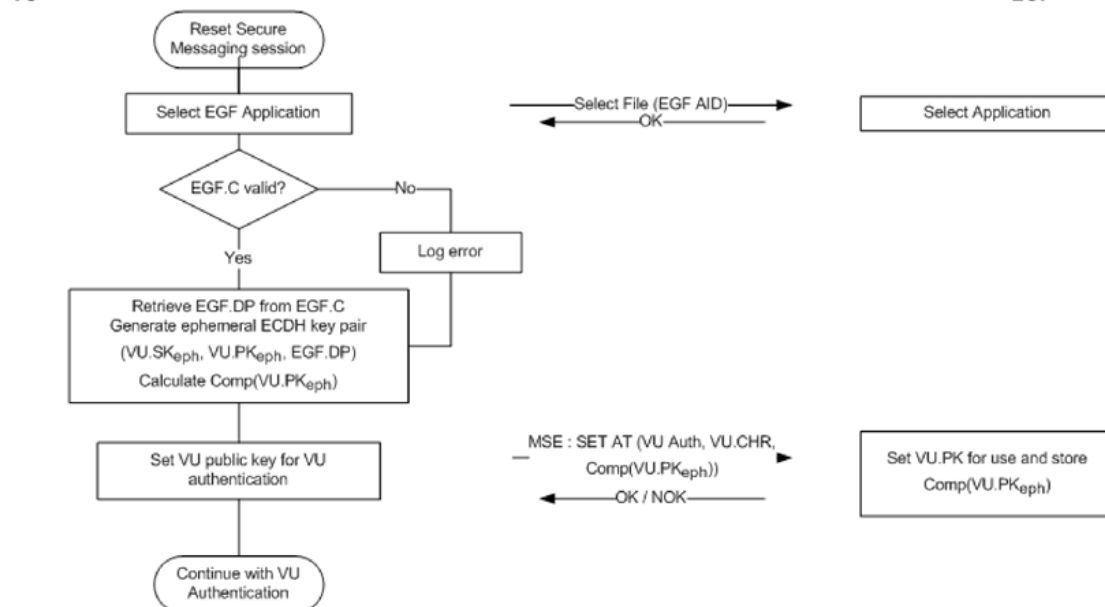 Reset Secure
Messaging session
Select EGF Application
Select File (EGF AID)
OK
Select Application
EGF.C valid?
No
Log error
Yes
Retrieve EGF.DP from EGF.C
Generate ephemeral ECDH key pair
(VU.SKeph, VU.PKeph, EGF.DP)
Calculate Comp(VU.PKeph)
Set VU public key for VU
authentication
MSE : SET AT (VU Auth, VU.CHR,
Comp(VU.PKeph))
OK / NOK
Set VU.PK for use and store
Comp(VU.PKeph)
Continue with VU
Authentication